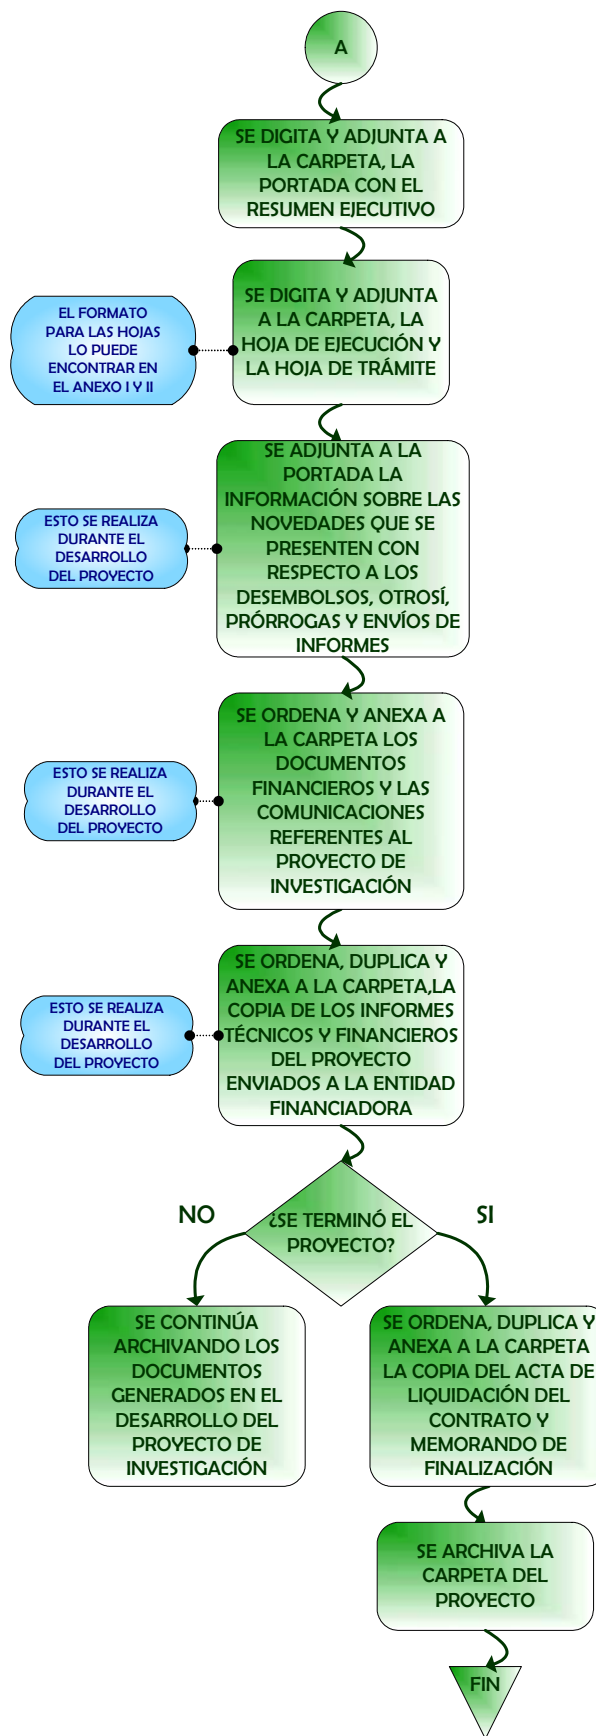 A
SE DIGITA Y ADJUNTA A
LA CARPETA, LA
PORTADA CON EL
RESUMEN EJECUTIVO
EL FORMATO
PARA LAS HOJAS
LO PUEDE
ENCONTRAR EN
EL ANEXO I Y II
SE DIGITA Y ADJUNTA
A LA CARPETA, LA
HOJA DE EJECUCIÓN Y
LA HOJA DE TRÁMITE
SE ADJUNTA A LA
PORTADA LA
INFORMACIÓN SOBRE LAS
NOVEDADES QUE SE
PRESENTEN CON
RESPECTO A LOS
DESEMBOLSOS, OTROSÍ,
PRÓRROGAS Y ENVÍOS DE
INFORMES
ESTO SE REALIZA
DURANTE EL
DESARROLLO
DEL PROYECTO
SE ORDENA Y ANEXA A
LA CARPETA LOS
DOCUMENTOS
FINANCIEROS Y LAS
COMUNICACIONES
REFERENTES AL
PROYECTO DE
INVESTIGACIÓN
ESTO SE REALIZA
DURANTE EL
DESARROLLO
DEL PROYECTO
SE ORDENA, DUPLICA Y
ANEXA A LA CARPETA,LA
COPIA DE LOS INFORMES
TÉCNICOS Y FINANCIEROS
DEL PROYECTO
ENVIADOS A LA ENTIDAD
FINANCIADORA
ESTO SE REALIZA
DURANTE EL
DESARROLLO
DEL PROYECTO
¿SE TERMINÓ EL
PROYECTO?
NO
SI
SE CONTINÚA
ARCHIVANDO LOS
DOCUMENTOS
GENERADOS EN EL
DESARROLLO DEL
PROYECTO DE
INVESTIGACIÓN
SE ORDENA, DUPLICA Y
ANEXA A LA CARPETA
LA COPIA DEL ACTA DE
LIQUIDACIÓN DEL
CONTRATO Y
MEMORANDO DE
FINALIZACIÓN
SE ARCHIVA LA
CARPETA DEL
PROYECTO
FIN